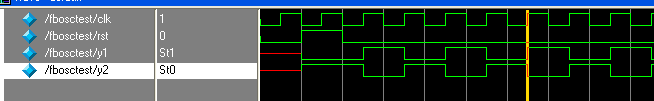 /fbosctest/clk 1
/fbosctest/rst 0
/fbosctest/y1 St1
/fbosctest/y2 St0